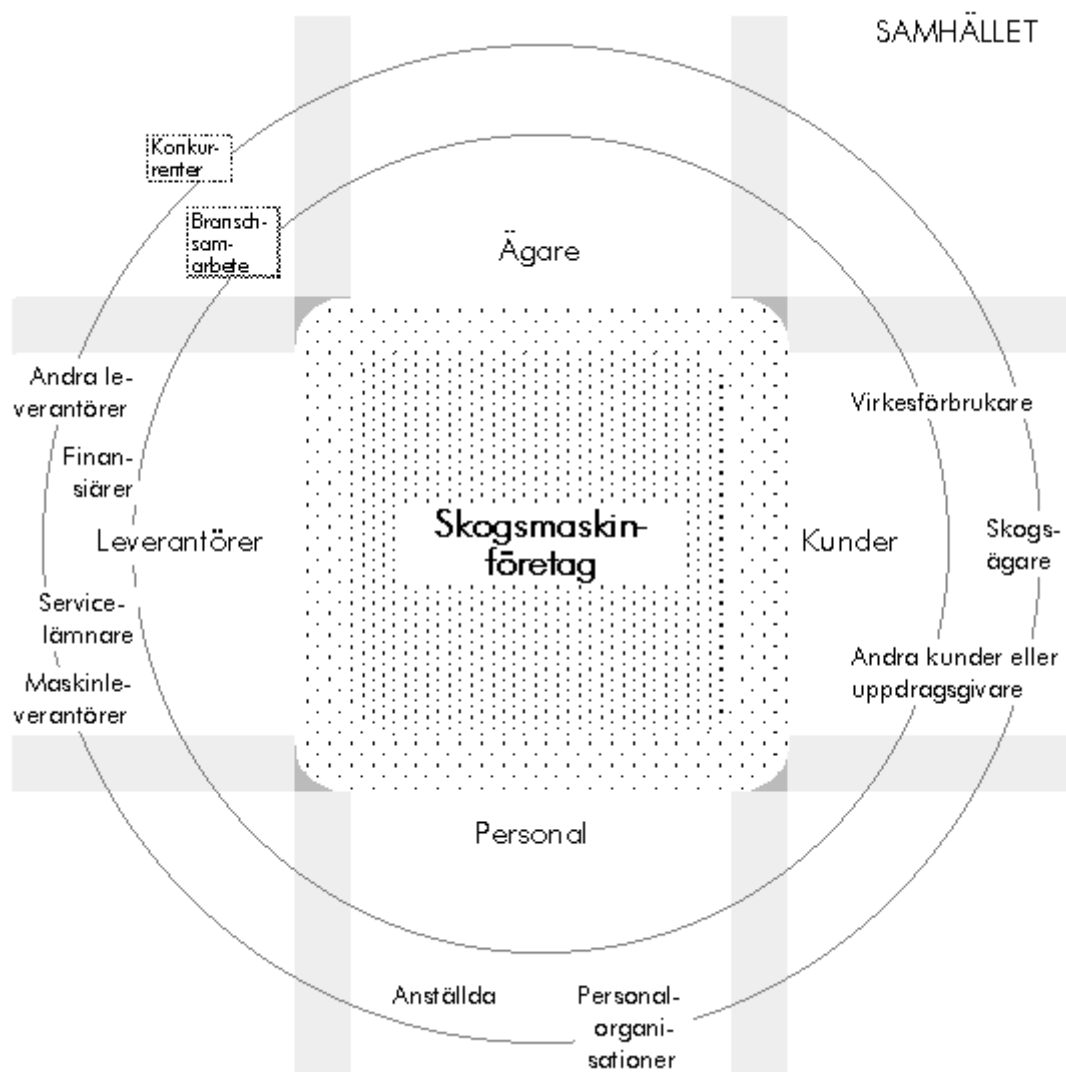 SAMHÄLLET
Konkur-
renter
Bransch-
sam-
arbete
Ägare
Andra le-
verantörer
Finan-
siärer
Leverantörer
Service-
lämnare
Maskinle-
verantörer
Skogsmaskin-
företag
Virkesförbrukare
Kunder
Skogs-
ägare
Andra kunder eller
uppdragsgivare
Personal
Anställda
Personal-
organi-
sationer